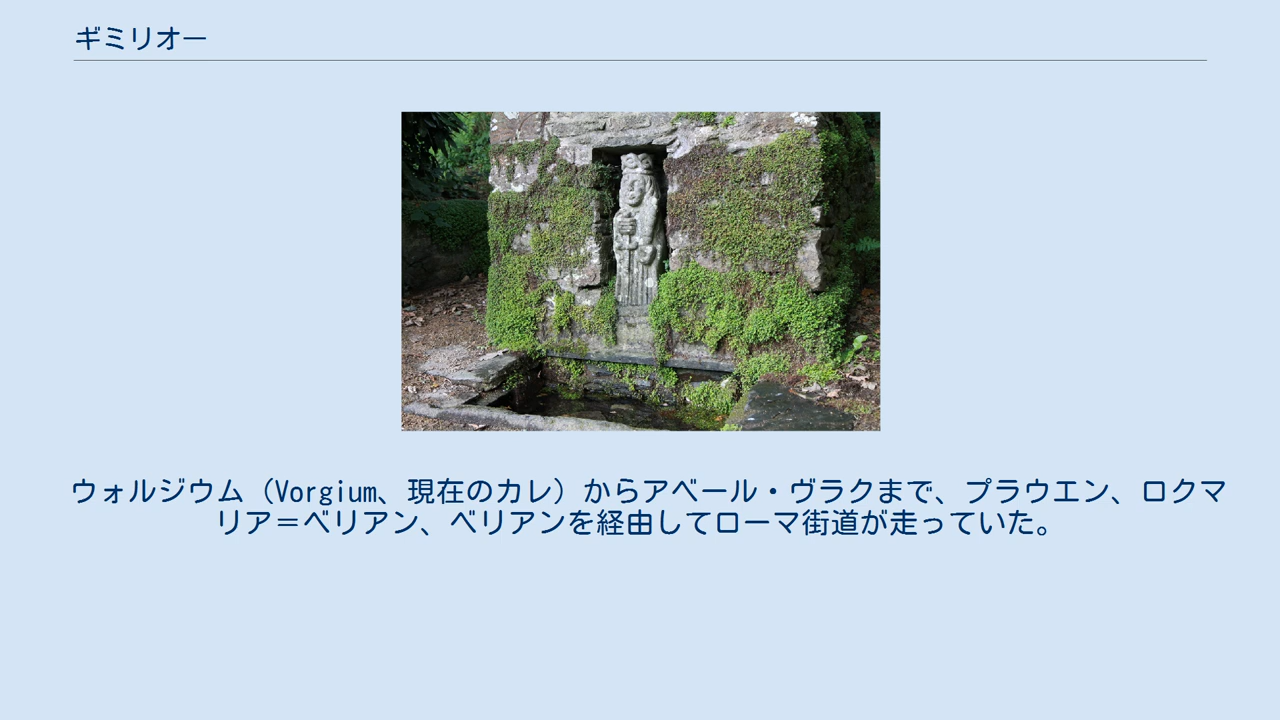 ギミリオー
ウォルジウム（Vorgium、現在のカレ）からアベール・ヴラクまで、プラウエン、ロクマ
リア＝ベリアン、ベリアンを経由してローマ街道が走っていた。